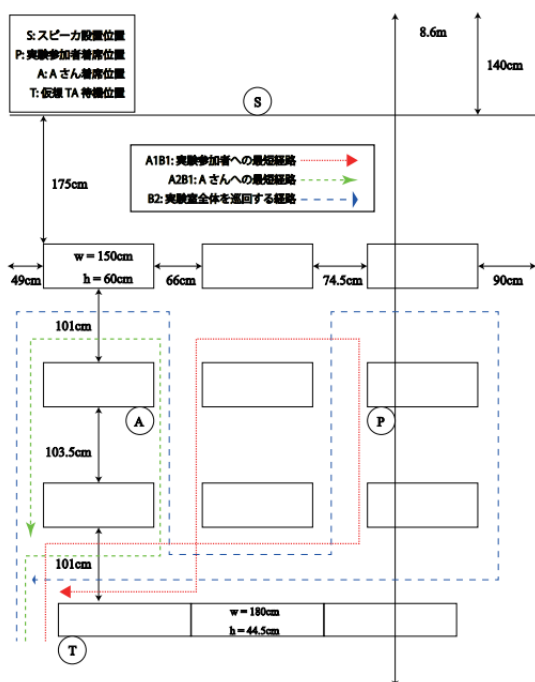 S: スピーカ設置位置
P: 実験参加者着席位置
A: Aさん着席位置
T: 仮想TA待機位置
8.6m
140cm
S
A1B1: 実験参加者への最短経路
A2B1: Aさんへの最短経路
B2: 実験室全体を巡回する経路
175cm
w = 150cm
h = 60cm
49cm
66cm
74.5cm
90cm
101cm
A
P
103.5cm
101cm
w = 180cm
h = 44.5cm
T